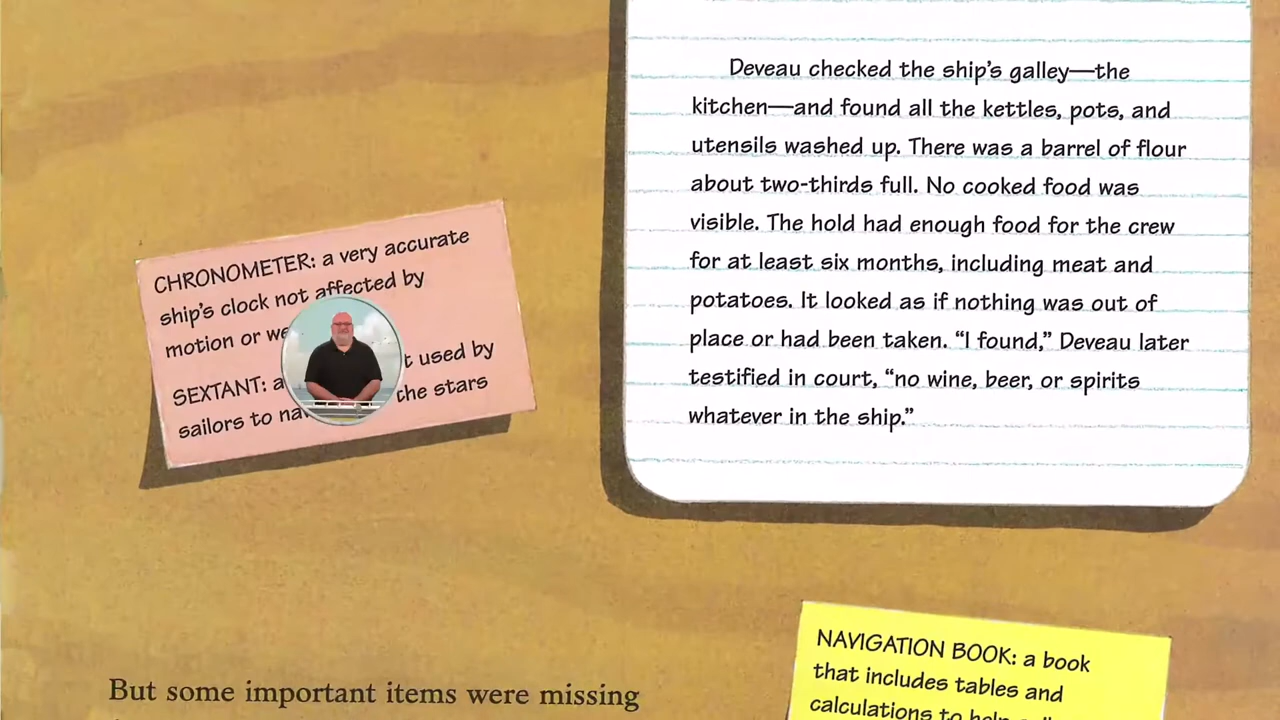 Deveau checked the ship's galley—the
kitchen—and found all the kettles, pots, and
utensils washed up. There was a barrel of flour
about two-thirds full. No cooked food was
visible. The hold had enough food for the crew
for at least six months, including meat and
potatoes. It looked as if nothing was out of
place or had been taken. “I found,” Deveau later
testified in court, “no wine, beer, or spirits
whatever in the ship.”
CHRONOMETER: a very accurate
ship's clock not affected by
motion or
SEXTANT: a used by
sailors to the stars
NAVIGATION BOOK: a book
that includes tables and
calculations to help
But some important items were missing